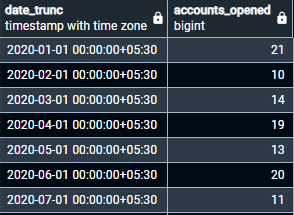 date_trunc accounts_opened
timestamp with time zone bigint
2020-01-01 00:00:00+05:30 21
2020-02-01 00:00:00+05:30 10
2020-03-01 00:00:00+05:30 14
2020-04-01 00:00:00+05:30 19
2020-05-01 00:00:00+05:30 13
2020-06-01 00:00:00+05:30 20
2020-07-01 00:00:00+05:30 11